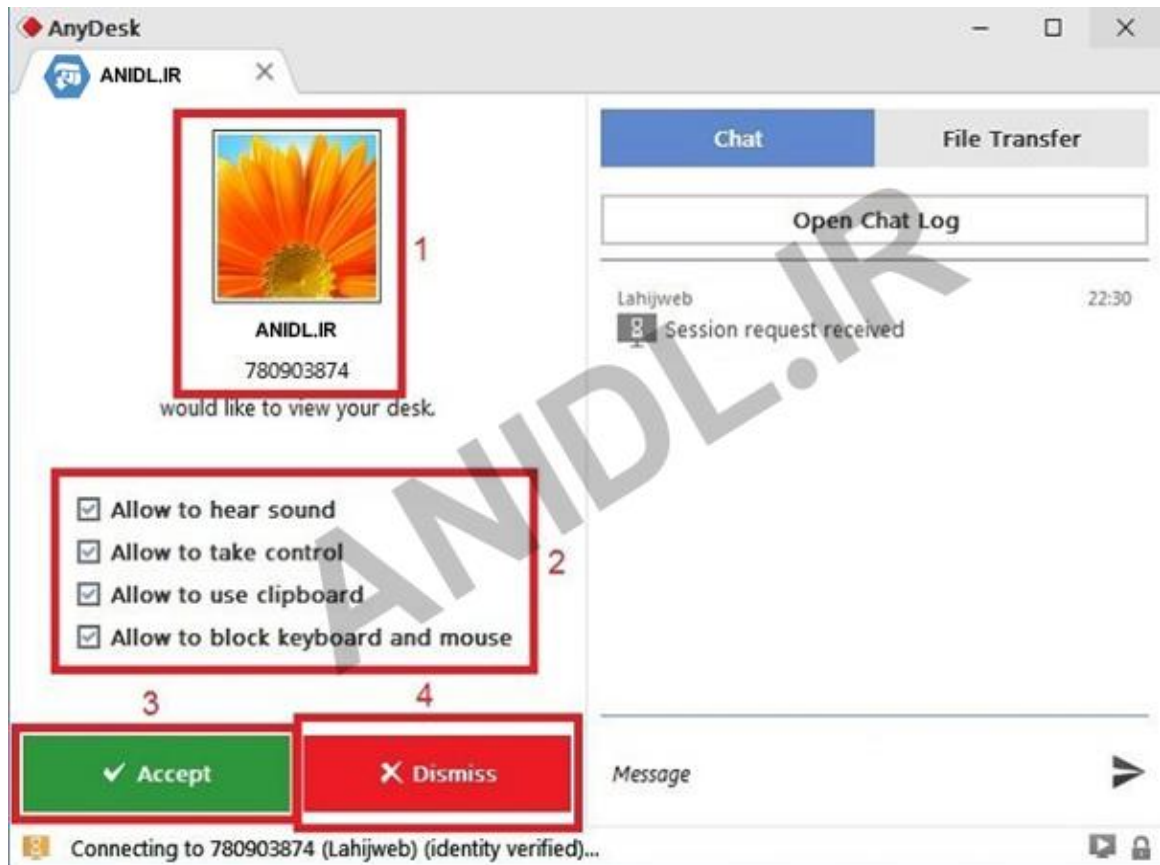 AnyDesk
ANIDL.IR
1
ANIDL.IR
780903874
would like to view your desk.
Allow to hear sound
Allow to take control
Allow to use clipboard
Allow to block keyboard and mouse
2
3
4
Accept
Dismiss
Connecting to 780903874 (Lahijweb) (identity verified)...
Chat
File Transfer
Open Chat Log
Lahijweb
22:30
Session request received
Message
ANIDL.IR